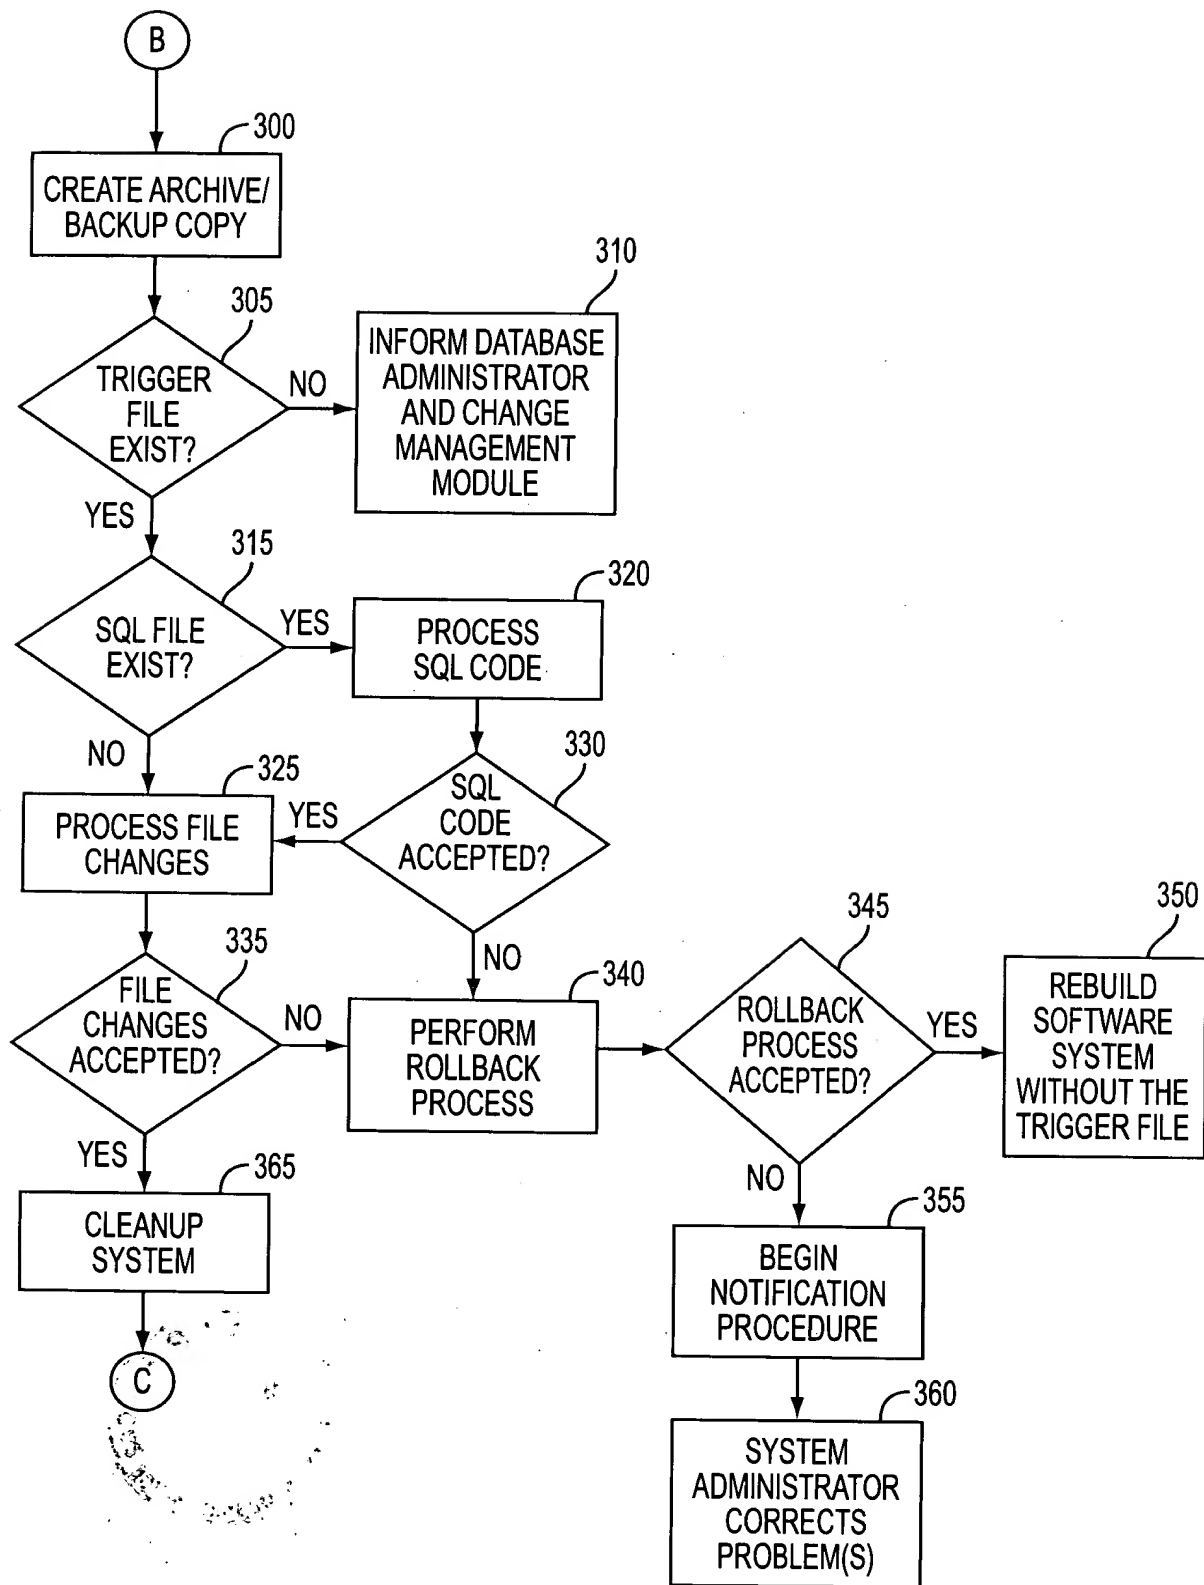 B
300
CREATE ARCHIVE/
BACKUP COPY
305
TRIGGER
FILE
EXIST?
NO
310
INFORM DATABASE
ADMINISTRATOR
AND CHANGE
MANAGEMENT
MODULE
YES
315
SQL FILE
EXIST?
YES
320
PROCESS
SQL CODE
NO
325
PROCESS FILE
CHANGES
YES
330
SQL
CODE
ACCEPTED?
NO
335
FILE
CHANGES
ACCEPTED?
NO
340
PERFORM
ROLLBACK
PROCESS
345
ROLLBACK
PROCESS
ACCEPTED?
YES
350
REBUILD
SOFTWARE
SYSTEM
WITHOUT THE
TRIGGER FILE
YES
365
CLEANUP
SYSTEM
C
NO
355
BEGIN
NOTIFICATION
PROCEDURE
360
SYSTEM
ADMINISTRATOR
CORRECTS
PROBLEM(S)